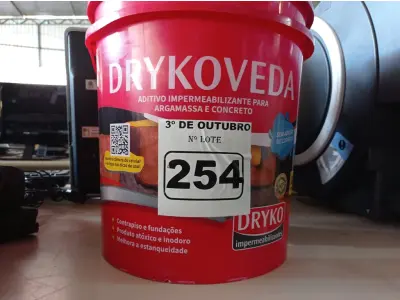 DRYKOVEDA
ADITIVO IMPERMEABILIZANTE PARA
ARGAMASSA E CONCRETO
3º DE OUTUBRO
Nº LOTE
254
DRYKO
impermeabilizantes
• Contrapiso e fundações
• Produto atóxico e inodoro
• Melhora a estanqueidade